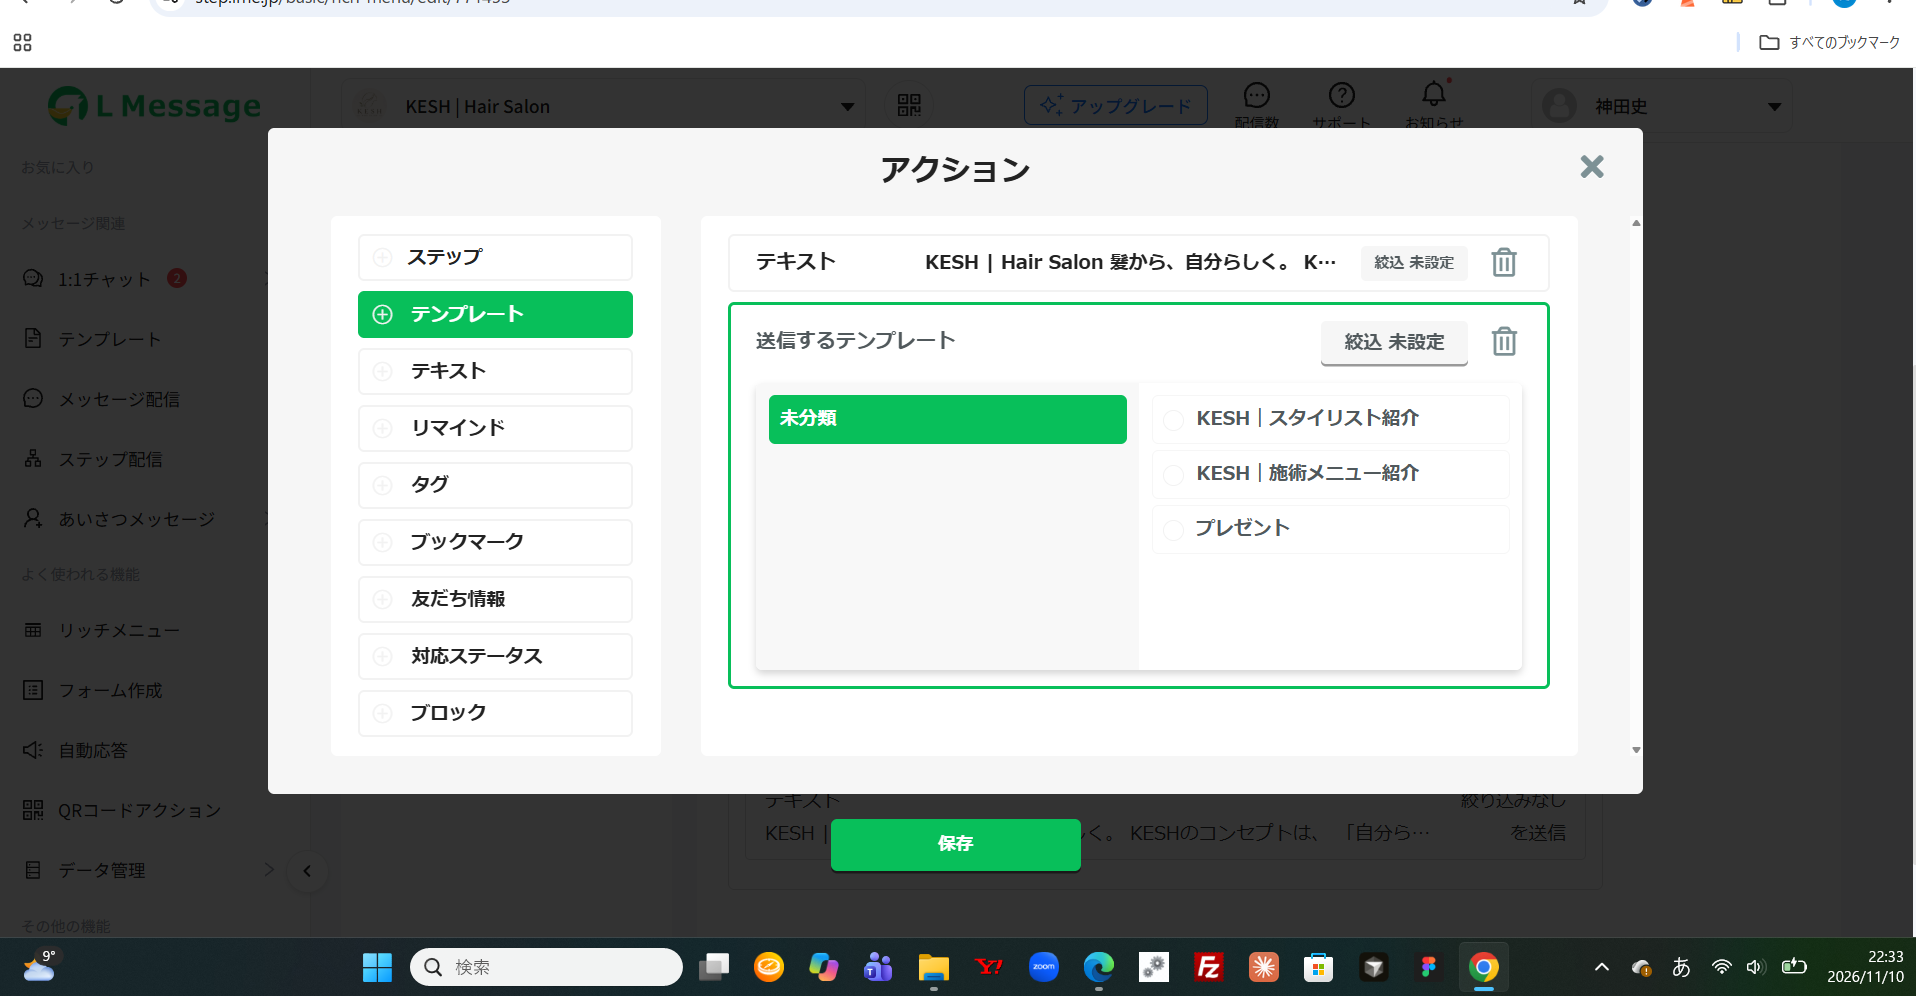 すべてのブックマーク
L Message
KESH | Hair Salon
アップグレード
配信数
サポート
お知らせ
神田史
お気に入り
メッセージ関連
1:1チャット 2
テンプレート
メッセージ配信
ステップ配信
あいさつメッセージ
よく使われる機能
リッチメニュー
フォーム作成
自動応答
QRコードアクション
データ管理
その他の機能
アクション
ステップ
テンプレート
テキスト
リマインド
タグ
ブックマーク
友だち情報
対応ステータス
ブロック
テキスト KESH | Hair Salon 髪から、自分らしく。 K… 絞込 未設定
送信するテンプレート 絞込 未設定
未分類
KESH｜スタイリスト紹介
KESH｜施術メニュー紹介
プレゼント
テキスト 絞り込みなし
KESH | く。 KESHのコンセプトは、「自分ら… を送信
保存
9°
検索
zoom
あ
22:33
2026/11/10